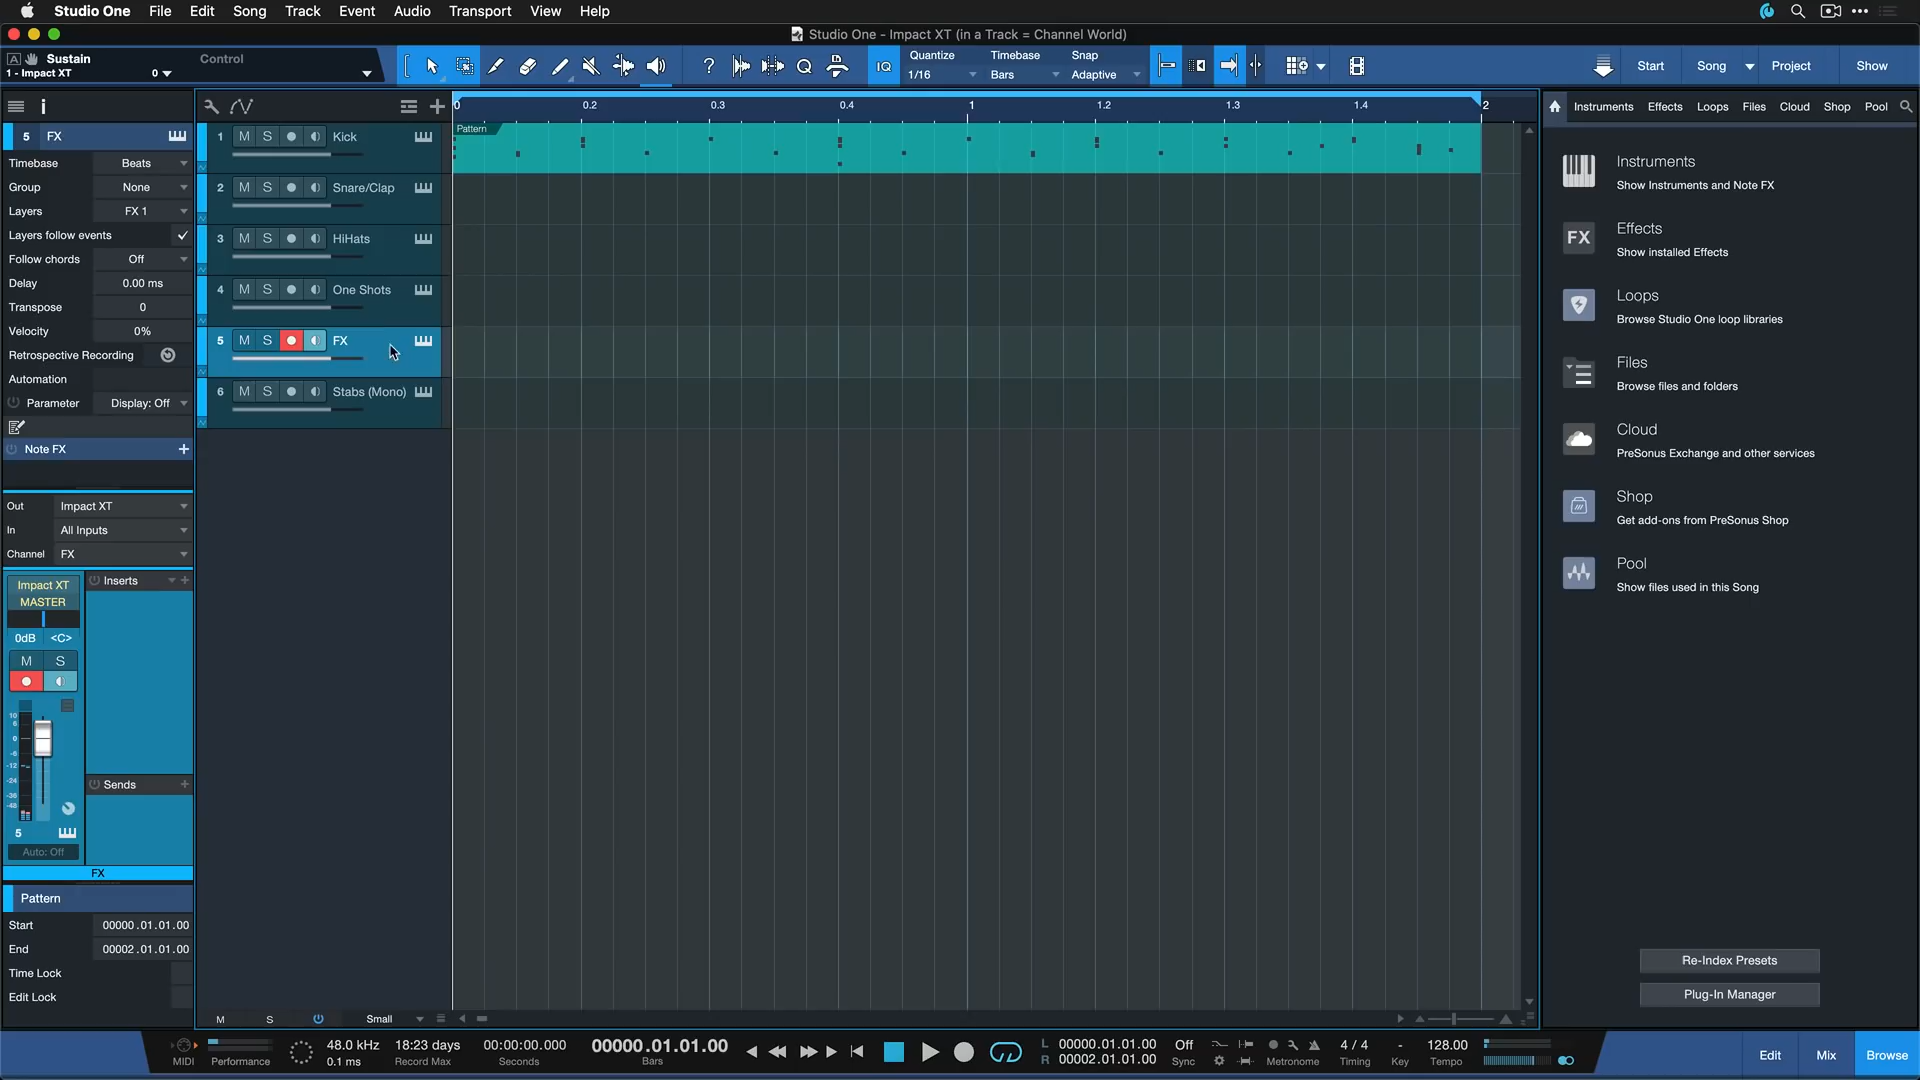 Studio One File Edit Song Track Event Audio Transport View Help
Studio One - Impact XT (in a Track = Channel World)
Sustain Control
1 - Impact XT 0
IQ
Quantize Timebase Snap
1/16 Bars Adaptive
Start Song Project Show
i
0 0.2 0.3 0.4 1 1.2 1.3 1.4 2
Instruments Effects Loops Files Cloud Shop Pool
5 FX
Timebase Beats
Group None
Layers FX 1
Layers follow events
Follow chords Off
Delay 0.00 ms
Transpose 0
Velocity 0%
Retrospective Recording
Automation
Parameter Display: Off
Note FX
Out Impact XT
In All Inputs
Channel FX
Impact XT
MASTER
Inserts
0dB <C>
M S
10
6
0
-6
-12
-24
-36
-48
Sends
5
Auto: Off
FX
Pattern
Start 00000.01.01.00
End 00002.01.01.00
Time Lock
Edit Lock
1 M S Kick
2 M S Snare/Clap
3 M S HiHats
4 M S One Shots
5 M S FX
6 M S Stabs (Mono)
Pattern
M S Small
Instruments
Show Instruments and Note FX
FX
Effects
Show installed Effects
Loops
Browse Studio One loop libraries
Files
Browse files and folders
Cloud
PreSonus Exchange and other services
Shop
Get add-ons from PreSonus Shop
Pool
Show files used in this Song
Re-Index Presets
Plug-In Manager
MIDI Performance
48.0 kHz
0.1 ms
18:23 days
Record Max
00:00:00.000
Seconds
00000.01.01.00
Bars
L 00000.01.01.00
R 00002.01.01.00
Off
Sync
Metronome
4 / 4
Timing
-
Key
128.00
Tempo
Edit Mix Browse